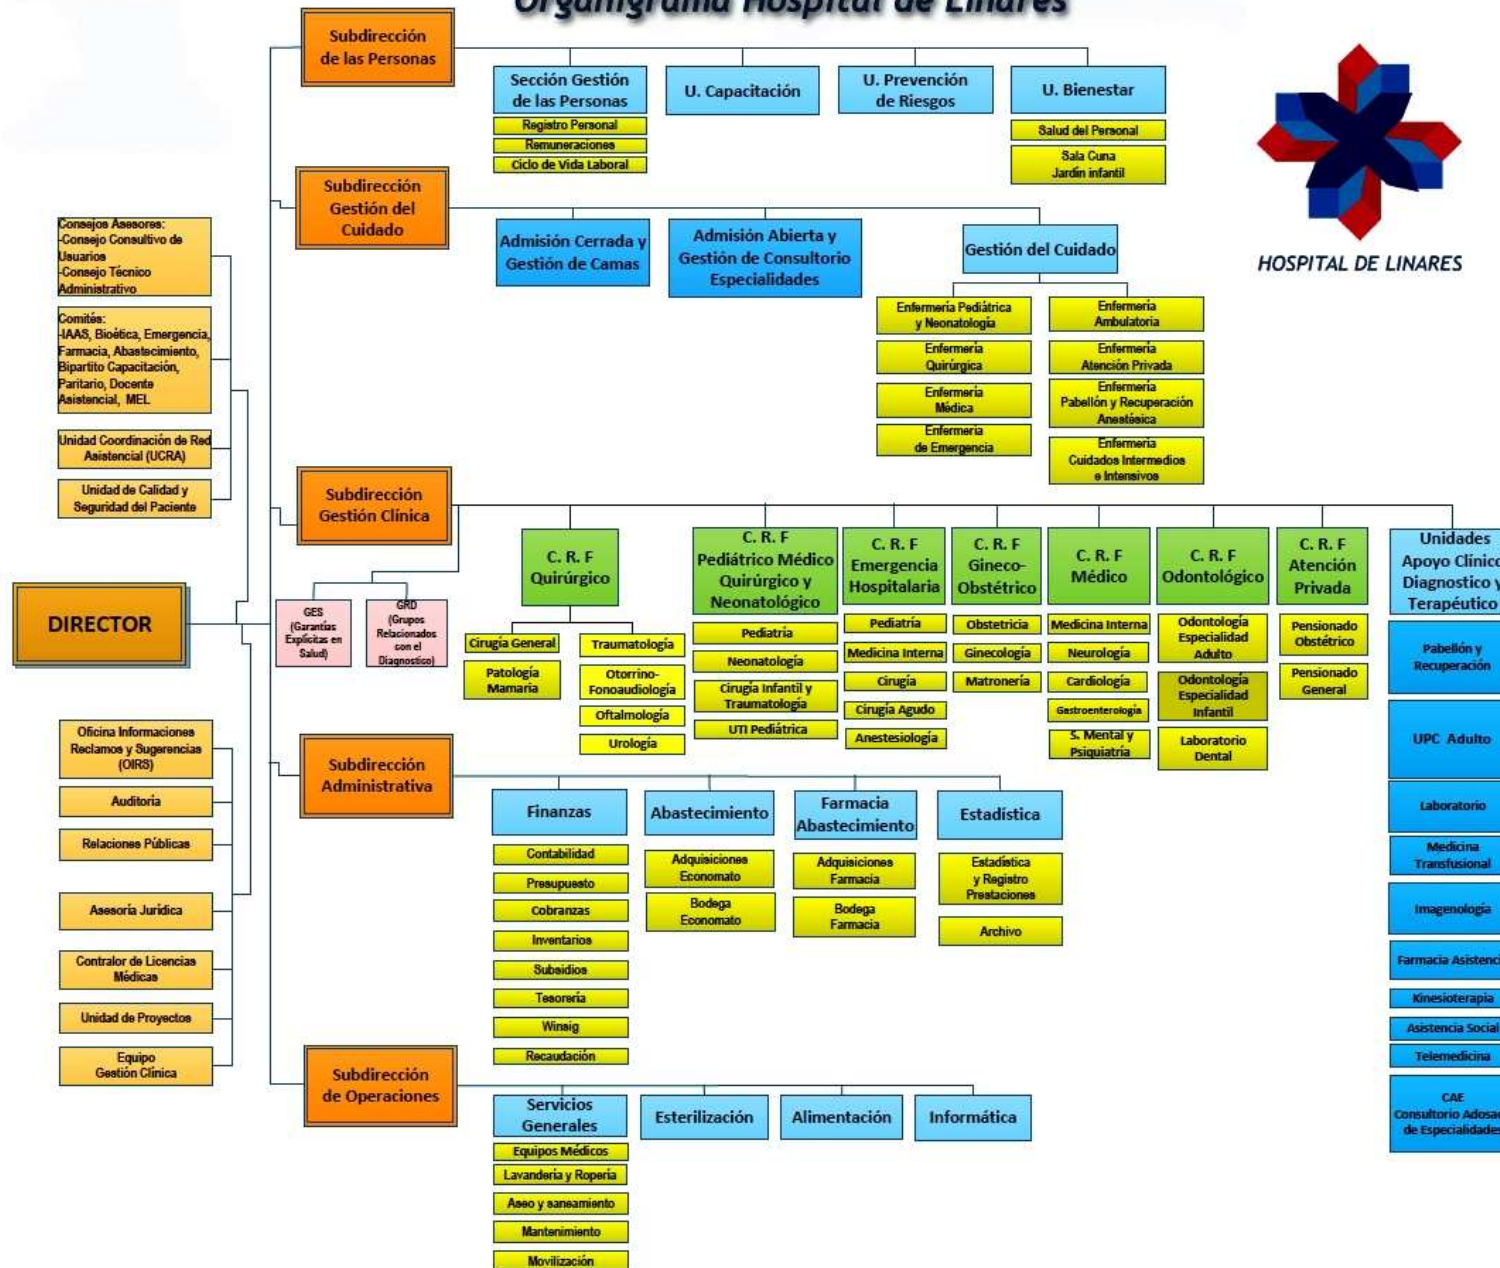 Organigrama Hospital de Linares
Subdirección
de las Personas
Sección Gestión
de las Personas
Registro Personal
Remuneraciones
Ciclo de Vida Laboral
U. Capacitación
U. Prevención
de Riesgos
U. Bienestar
Salud del Personal
Sala Cuna
Jardín infantil
HOSPITAL DE LINARES
Subdirección
Gestión del
Cuidado
Admisión Cerrada y
Gestión de Camas
Admisión Abierta y
Gestión de Consultorio
Especialidades
Gestión del Cuidado
Enfermería Pediátrica
y Neonatología
Enfermería
Quirúrgica
Enfermería
Médica
Enfermería
de Emergencia
Enfermería
Ambulatoria
Enfermería
Atención Privada
Enfermería
Pabellón y Recuperación
Anestésica
Enfermería
Cuidados Intermedios
e Intensivos
Consejos Asesores:
-Consejo Consultivo de
Usuarios
-Consejo Técnico
Administrativo
Comités:
-IAAS, Bioética, Emergencia,
Farmacia, Abastecimiento,
Bipartito Capacitación,
Paritario, Docente
Asistencial, MEL
Unidad Coordinación de Red
Asistencial (UCRA)
Unidad de Calidad y
Seguridad del Paciente
DIRECTOR
Oficina Informaciones
Reclamos y Sugerencias
(OIRS)
Auditoria
Relaciones Públicas
Asesoría Jurídica
Contralor de Licencias
Médicas
Unidad de Proyectos
Equipo
Gestión Clínica
Subdirección
Gestión Clínica
GES
(Garantías
Explícitas en
Salud)
GRD
(Grupos
Relacionados
con el
Diagnostico)
C. R. F
Quirúrgico
Cirugía General
Patología
Mamaria
Traumatología
Otorrino-
Fonoaudiología
Oftalmología
Urología
C. R. F
Pediátrico Médico
Quirúrgico y
Neonatológico
Pediatría
Neonatología
Cirugía Infantil y
Traumatología
UTI Pediátrica
C. R. F
Emergencia
Hospitalaria
Pediatría
Medicina Interna
Cirugía
Cirugía Agudo
Anestesiología
C. R. F
Gineco-
Obstétrico
Obstetricia
Ginecología
Matronería
C. R. F
Médico
Medicina Interna
Neurología
Cardiología
Gastroenterología
S. Mental y
Psiquiatría
C. R. F
Odontológico
Odontología
Especialidad
Adulto
Odontología
Especialidad
Infantil
Laboratorio
Dental
C. R. F
Atención
Privada
Pensionado
Obstétrico
Pensionado
General
Unidades
Apoyo Clínico
Diagnostico y
Terapéutico
Pabellón y
Recuperación
UPC Adulto
Laboratorio
Medicina
Transfusional
Imagenología
Farmacia Asistenci
Kinesioterapia
Asistencia Social
Telemedicina
CAE
Consultorio Adosa
de Especialidades
Subdirección
Administrativa
Finanzas
Contabilidad
Presupuesto
Cobranzas
Inventarios
Subsidios
Tesorería
Winsig
Recaudación
Abastecimiento
Adquisiciones
Economato
Bodega
Economato
Farmacia
Abastecimiento
Adquisiciones
Farmacia
Bodega
Farmacia
Estadística
Estadística
y Registro
Prestaciones
Archivo
Subdirección
de Operaciones
Servicios
Generales
Equipos Médicos
Lavandería y Ropería
Aseo y saneamiento
Mantenimiento
Movilización
Esterilización
Alimentación
Informática